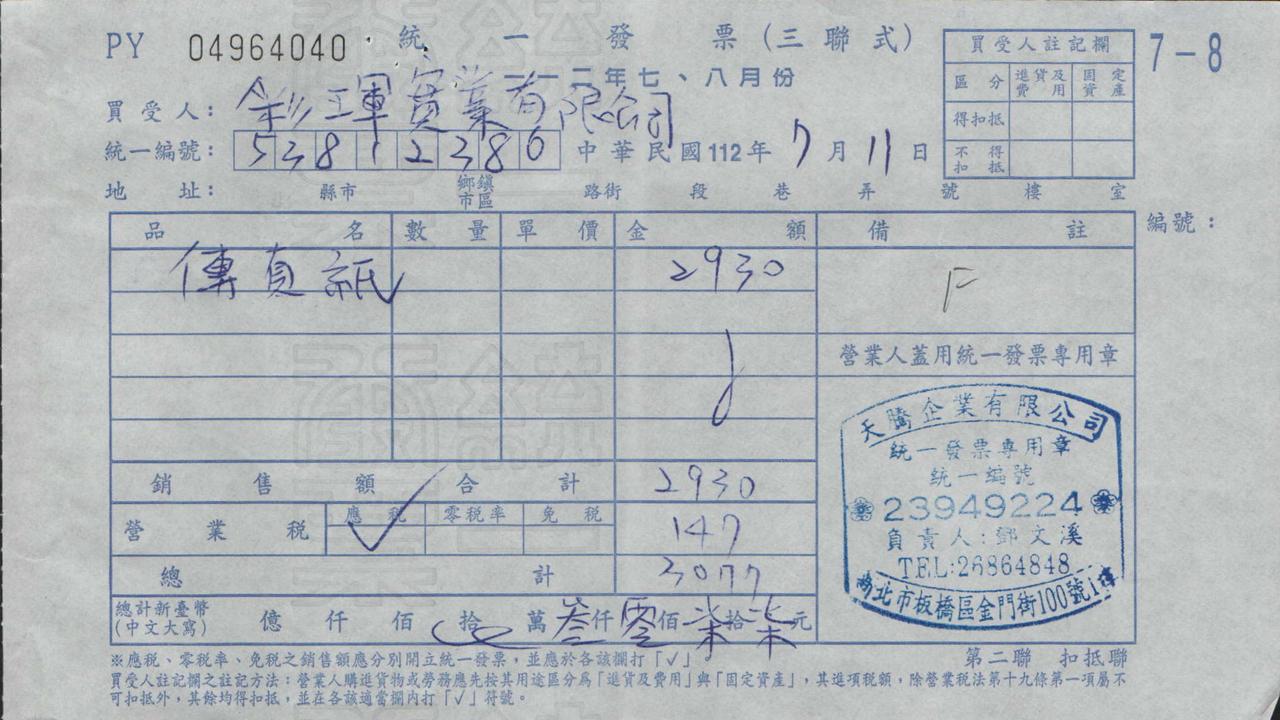 PY 04964040 統一發票(三聯式)
一一二年七、八月份
7-8
買受人註記欄
區分 進貨及費用 固定資產
得扣抵
不得扣抵
買受人: 彩工軍實業有限公司
統一編號: 53812386 中華民國112年7月11日
地址: 縣市 鄉鎮市區 路街 段 巷 弄 號 樓 室
品名 數量 單價 金額 備註 編號:
傳真紙 2930 F
營業人蓋用統一發票專用章
天騰企業有限公司
統一發票專用章
統一編號
23949224
負責人:鄧文溪
TEL:26864848
新北市板橋區金門街100號1樓
銷售額合計 2930
營業稅 應稅 ✓ 零稅率 免稅 147
總計 3077
總計新臺幣(中文大寫) 億 仟 佰 拾 萬 叁仟零佰柒拾柒元
第二聯 扣抵聯
※應稅、零稅率、免稅之銷售額應分別開立統一發票,並應於各該欄打「✓」。
買受人註記欄之註記方法:營業人購進貨物或勞務應先按其用途區分為「進貨及費用」與「固定資產」,其進項稅額,除營業稅法第十九條第一項屬不
可扣抵外,其餘均得扣抵,並在各該適當欄內打「✓」符號。